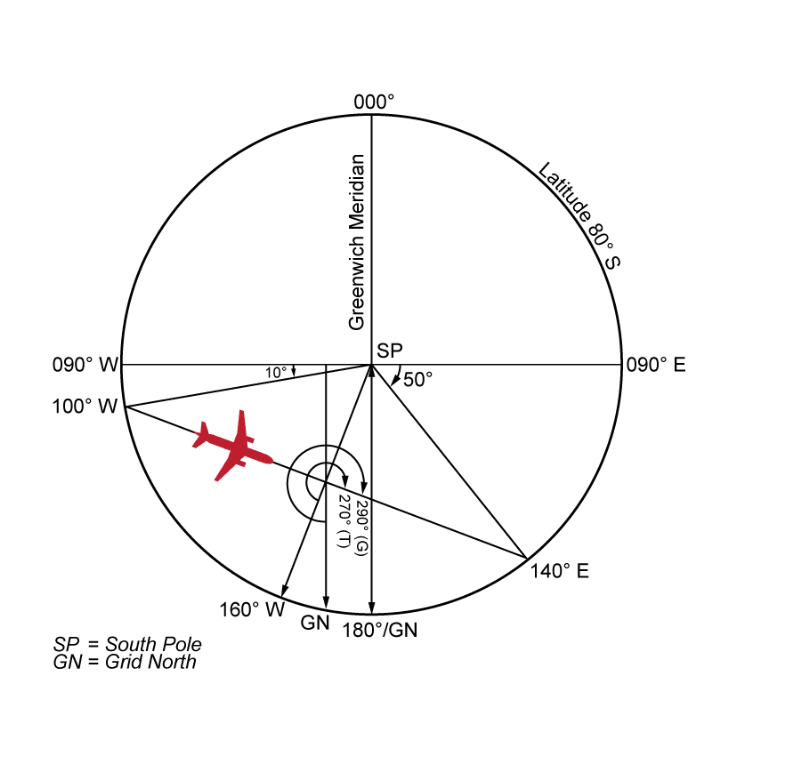 000°
Greenwich Meridian
Latitude 80° S
SP
090° W
090° E
10°
50°
100° W
290° (G)
270° (T)
140° E
160° W
GN
180°/GN
SP = South Pole
GN = Grid North